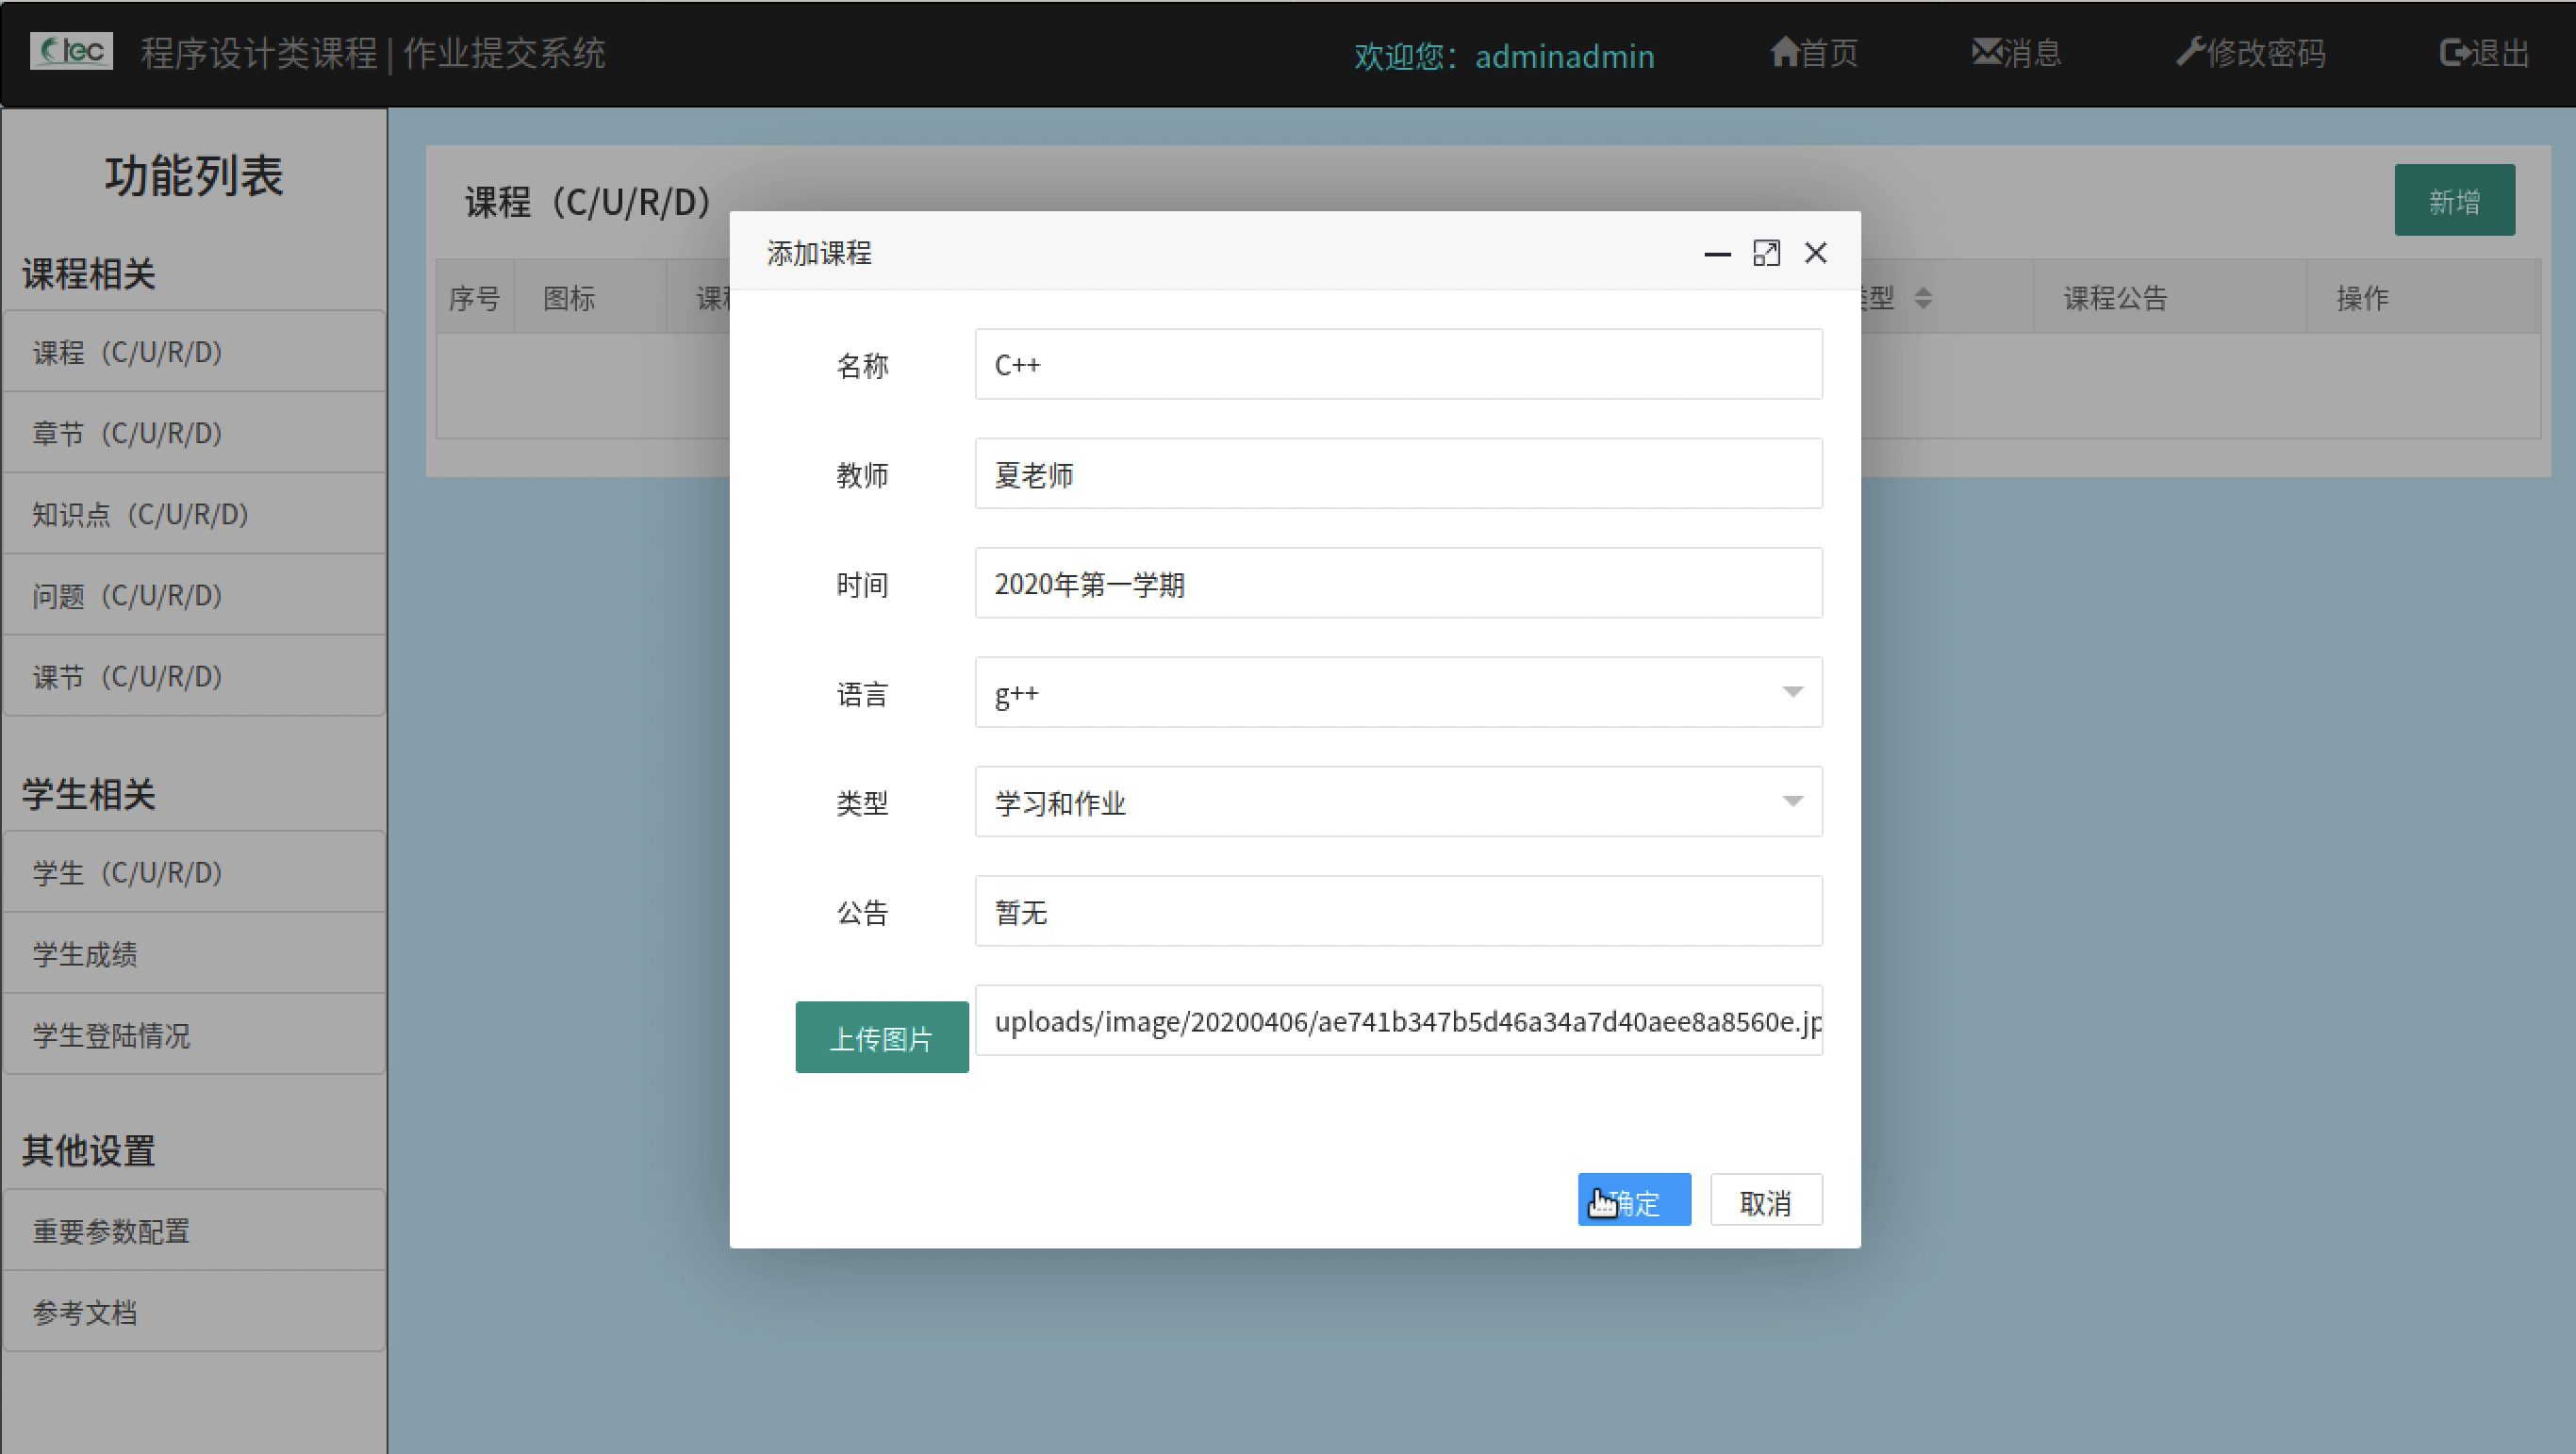 tec 程序设计类课程 | 作业提交系统 欢迎您：adminadmin 首页 消息 修改密码 退出
功能列表
课程相关
课程（C/U/R/D）
章节（C/U/R/D）
知识点（C/U/R/D）
问题（C/U/R/D）
课节（C/U/R/D）
学生相关
学生（C/U/R/D）
学生成绩
学生登陆情况
其他设置
重要参数配置
参考文档
课程（C/U/R/D） 新增
序号 图标 课 型 课程公告 操作
添加课程
名称 C++
教师 夏老师
时间 2020年第一学期
语言 g++
类型 学习和作业
公告 暂无
上传图片 uploads/image/20200406/ae741b347b5d46a34a7d40aee8a8560e.jp
确定 取消